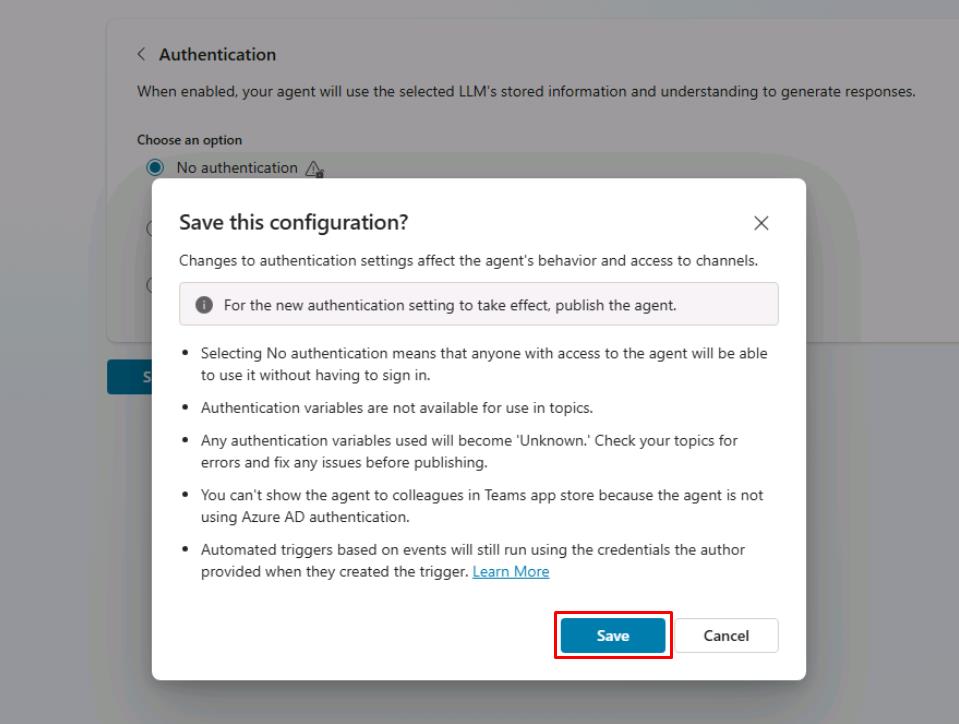 Authentication
When enabled, your agent will use the selected LLM's stored information and understanding to generate responses.
Choose an option
No authentication
Save this configuration?
Changes to authentication settings affect the agent's behavior and access to channels.
For the new authentication setting to take effect, publish the agent.
Selecting No authentication means that anyone with access to the agent will be able
to use it without having to sign in.
Authentication variables are not available for use in topics.
Any authentication variables used will become 'Unknown.' Check your topics for
errors and fix any issues before publishing.
You can't show the agent to colleagues in Teams app store because the agent is not
using Azure AD authentication.
Automated triggers based on events will still run using the credentials the author
provided when they created the trigger. Learn More
Save
Cancel